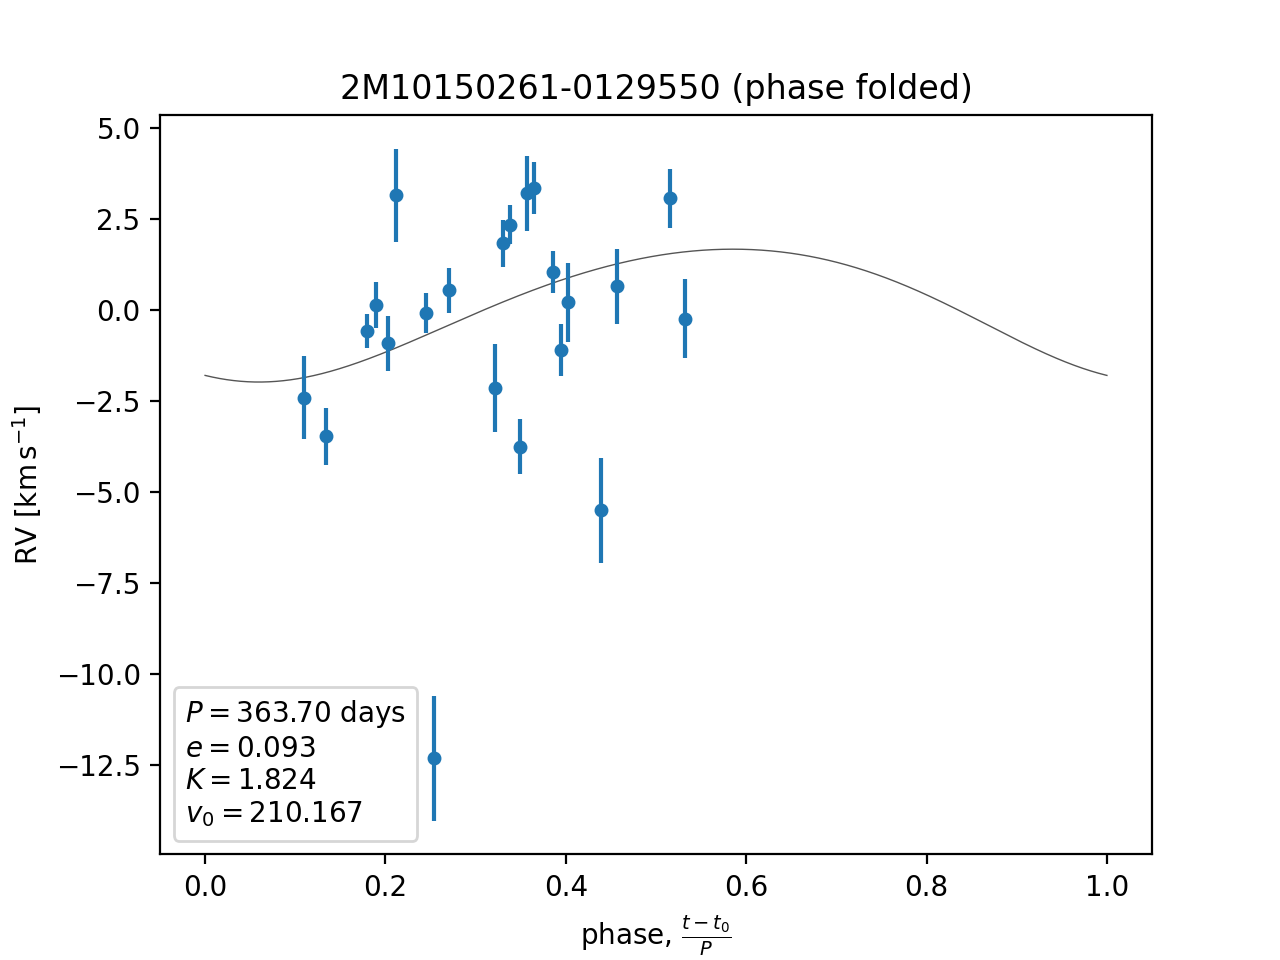 2M10150261-0129550 (phase folded)
5.0
2.5
0.0
−2.5
−5.0
−7.5
−10.0
−12.5
RV [km s⁻¹]
P = 363.70 days
e = 0.093
K = 1.824
v₀ = 210.167
0.0 0.2 0.4 0.6 0.8 1.0
phase, (t − t₀)/P